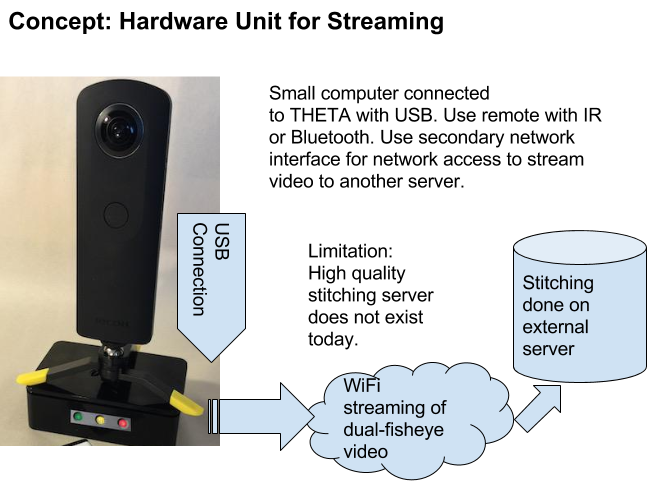 Concept: Hardware Unit for Streaming
Small computer connected
to THETA with USB. Use remote with IR
or Bluetooth. Use secondary network
interface for network access to stream
video to another server.
USB
Connection
Limitation:
High quality
stitching server
does not exist
today.
Stitching
done on
external
server
WiFi
streaming of
dual-fisheye
video